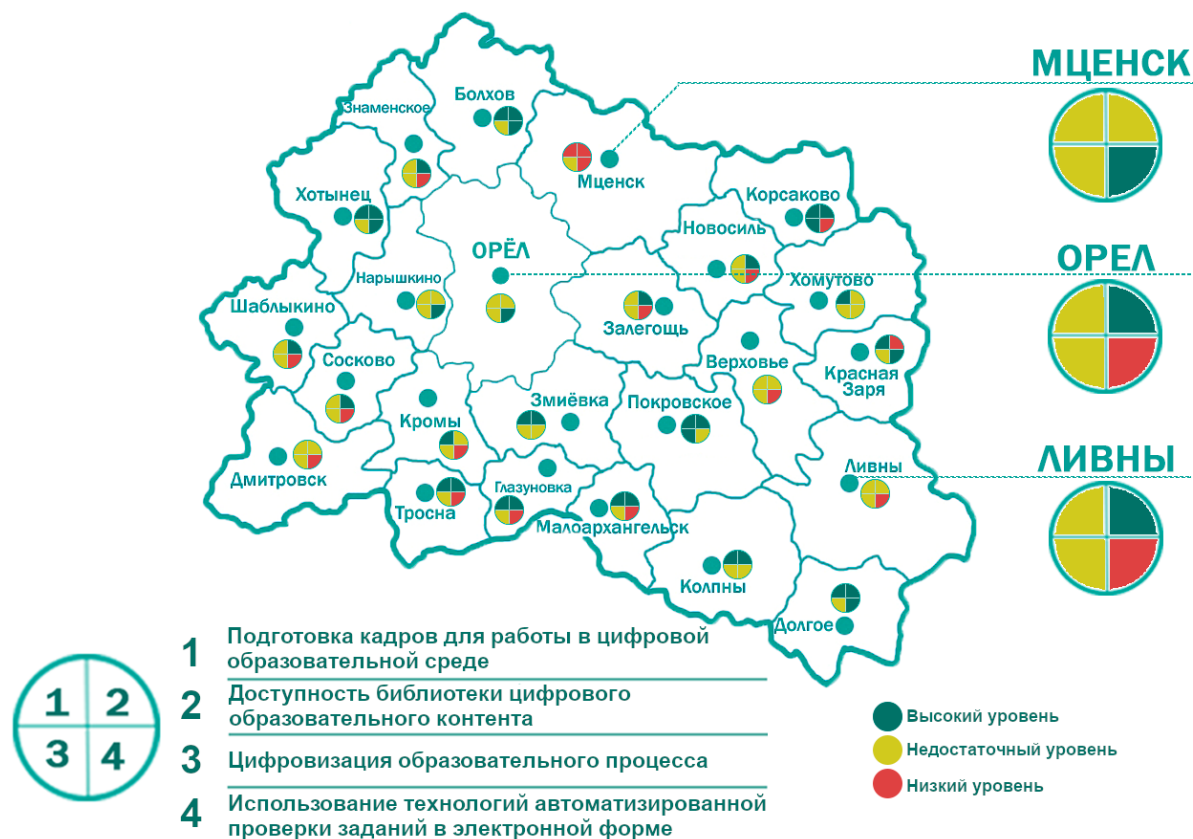 МЦЕНСК
Болхов
Знаменское
Мценск
Хотынец
Корсаково
Новосиль
ОРЁЛ
ОРЕЛ
Нарышкино
Хомутово
Шаблыкино
Залегощь
Сосково
Верховье
Красная
Заря
Змиёвка
Покровское
Кромы
ЛИВНЫ
Ливны
Дмитровск
Глазуновка
Тросна
Малоархангельск
Колпны
Долгое
1 Подготовка кадров для работы в цифровой
образовательной среде
2 Доступность библиотеки цифрового
образовательного контента
3 Цифровизация образовательного процесса
4 Использование технологий автоматизированной
проверки заданий в электронной форме
1 2
3 4
Высокий уровень
Недостаточный уровень
Низкий уровень